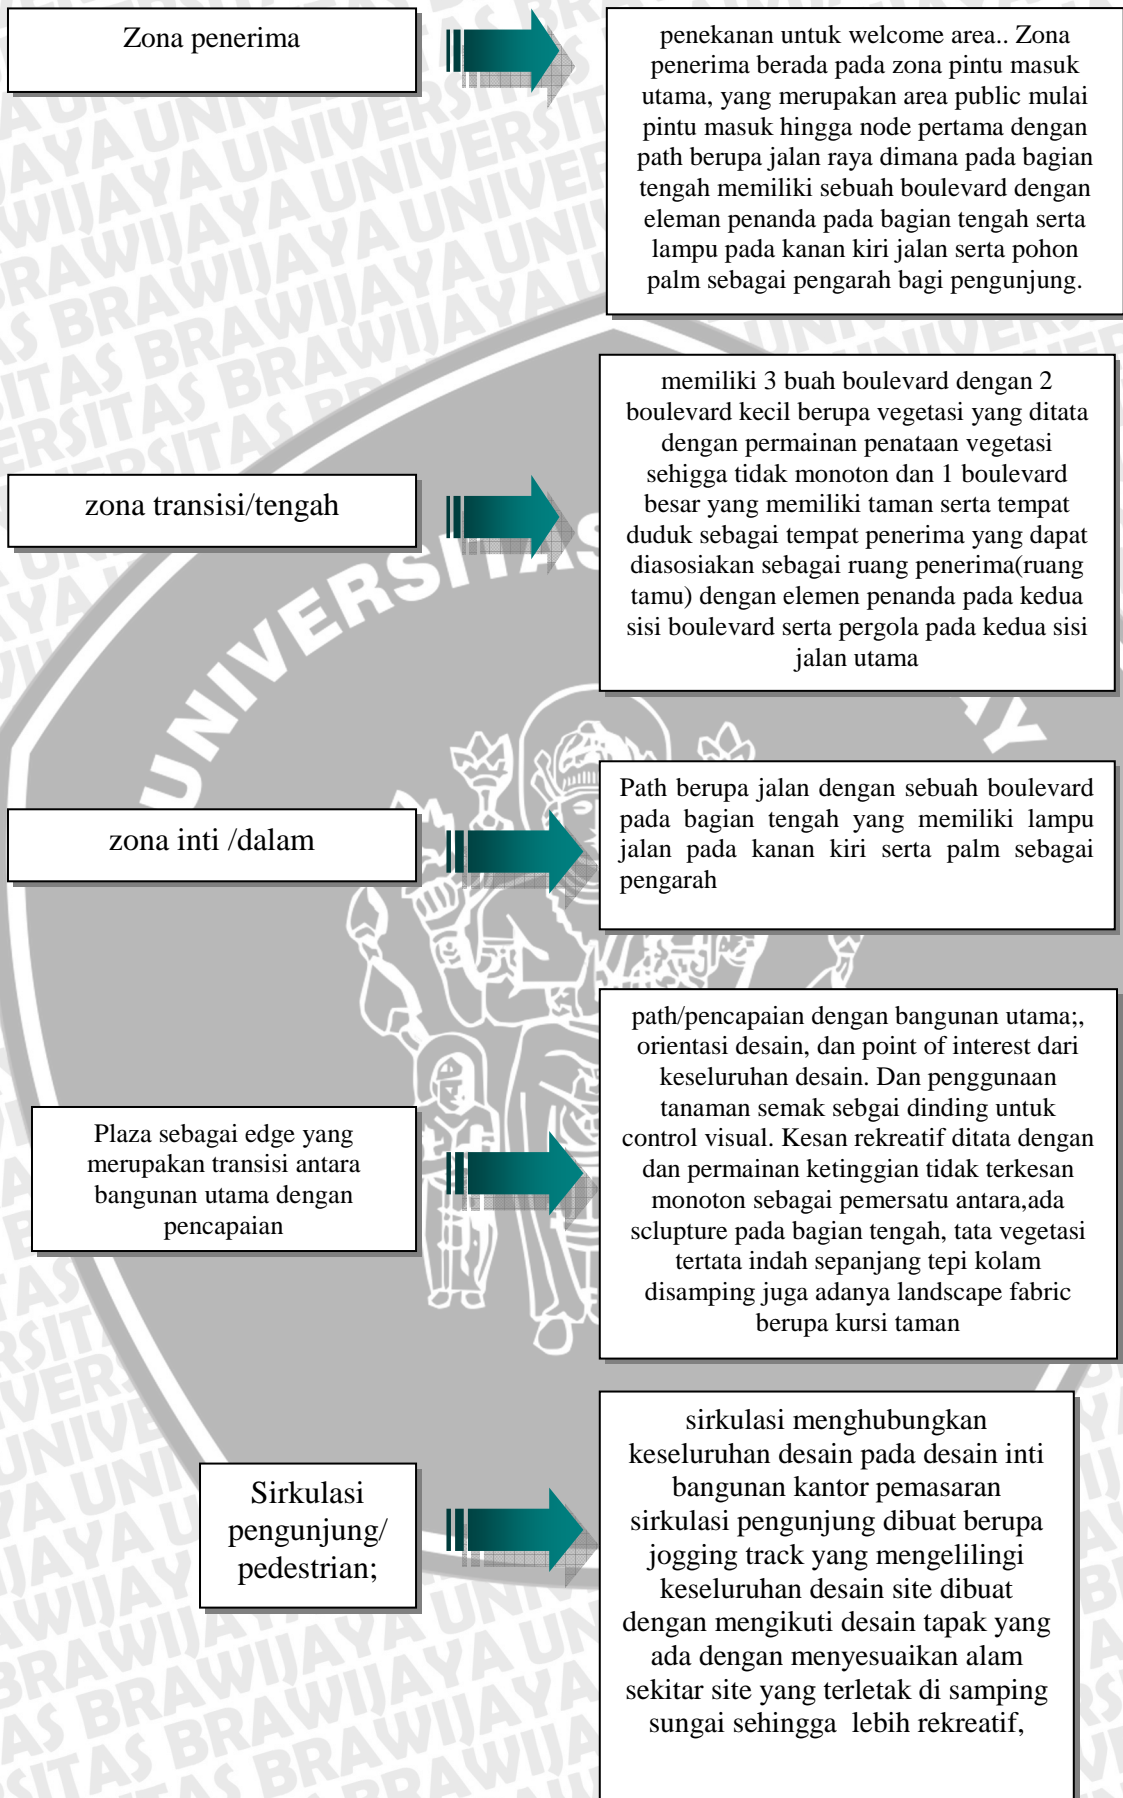 Zona penerima
penekanan untuk welcome area.. Zona
penerima berada pada zona pintu masuk
utama, yang merupakan area public mulai
pintu masuk hingga node pertama dengan
path berupa jalan raya dimana pada bagian
tengah memiliki sebuah boulevard dengan
eleman penanda pada bagian tengah serta
lampu pada kanan kiri jalan serta pohon
palm sebagai pengarah bagi pengunjung.
zona transisi/tengah
memiliki 3 buah boulevard dengan 2
boulevard kecil berupa vegetasi yang ditata
dengan permainan penataan vegetasi
sehigga tidak monoton dan 1 boulevard
besar yang memiliki taman serta tempat
duduk sebagai tempat penerima yang dapat
diasosiakan sebagai ruang penerima(ruang
tamu) dengan elemen penanda pada kedua
sisi boulevard serta pergola pada kedua sisi
jalan utama
zona inti /dalam
Path berupa jalan dengan sebuah boulevard
pada bagian tengah yang memiliki lampu
jalan pada kanan kiri serta palm sebagai
pengarah
Plaza sebagai edge yang
merupakan transisi antara
bangunan utama dengan
pencapaian
path/pencapaian dengan bangunan utama;,
orientasi desain, dan point of interest dari
keseluruhan desain. Dan penggunaan
tanaman semak sebgai dinding untuk
control visual. Kesan rekreatif ditata dengan
dan permainan ketinggian tidak terkesan
monoton sebagai pemersatu antara,ada
sclupture pada bagian tengah, tata vegetasi
tertata indah sepanjang tepi kolam
disamping juga adanya landscape fabric
berupa kursi taman
Sirkulasi
pengunjung/
pedestrian;
sirkulasi menghubungkan
keseluruhan desain pada desain inti
bangunan kantor pemasaran
sirkulasi pengunjung dibuat berupa
jogging track yang mengelilingi
keseluruhan desain site dibuat
dengan mengikuti desain tapak yang
ada dengan menyesuaikan alam
sekitar site yang terletak di samping
sungai sehingga  lebih rekreatif,